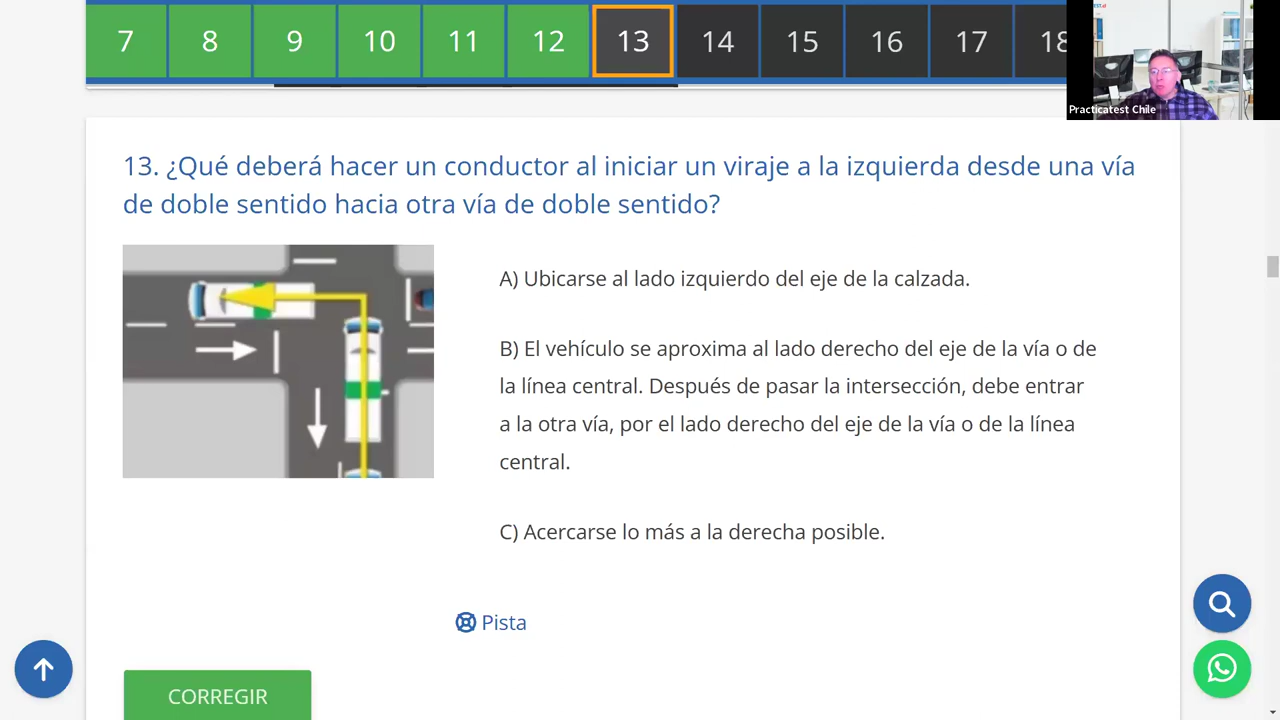 7 8 9 10 11 12 13 14 15 16 17 18
Practicatest Chile
13. ¿Qué deberá hacer un conductor al iniciar un viraje a la izquierda desde una vía
de doble sentido hacia otra vía de doble sentido?
A) Ubicarse al lado izquierdo del eje de la calzada.
B) El vehículo se aproxima al lado derecho del eje de la vía o de
la línea central. Después de pasar la intersección, debe entrar
a la otra vía, por el lado derecho del eje de la vía o de la línea
central.
C) Acercarse lo más a la derecha posible.
Pista
CORREGIR